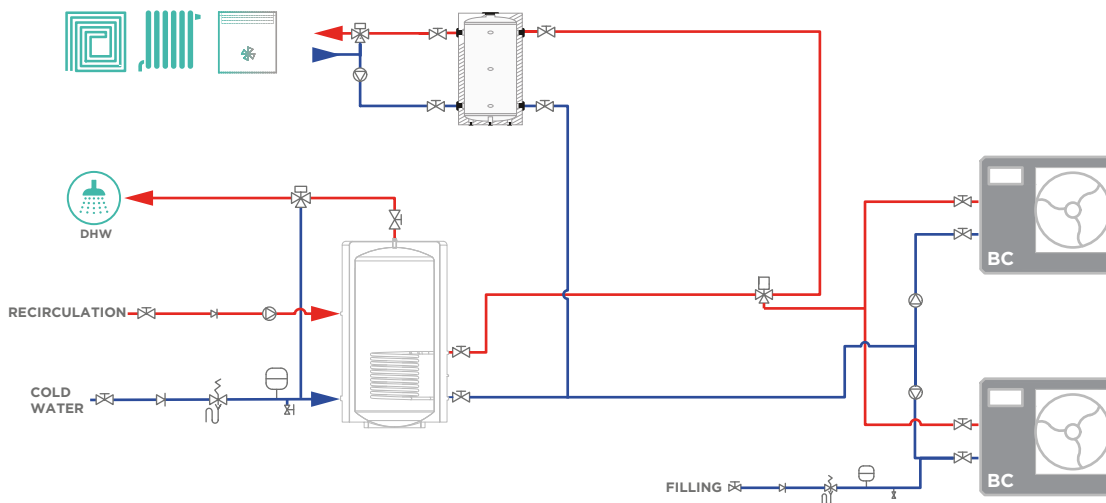 DHW
BC
RECIRCULATION
COLD
WATER
BC
FILLING